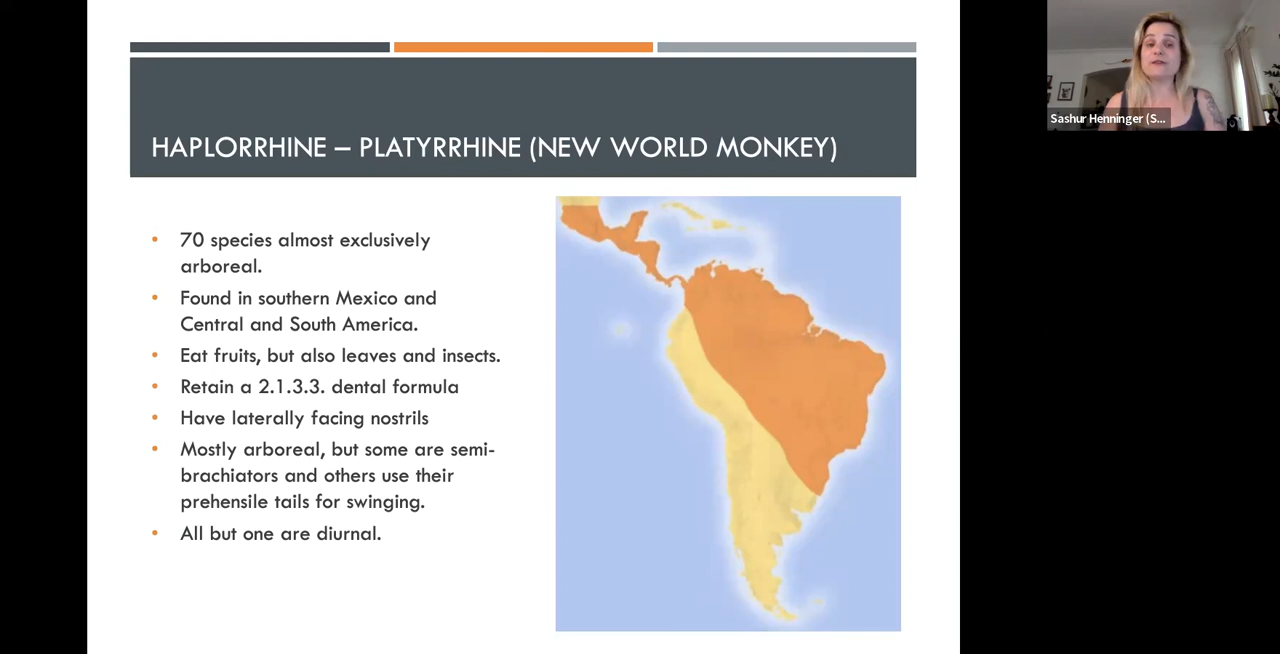 HAPLORRHINE – PLATYRRHINE (NEW WORLD MONKEY)
• 70 species almost exclusively
arboreal.
• Found in southern Mexico and
Central and South America.
• Eat fruits, but also leaves and insects.
• Retain a 2.1.3.3. dental formula
• Have laterally facing nostrils
• Mostly arboreal, but some are semi-
brachiators and others use their
prehensile tails for swinging.
• All but one are diurnal.
Sashur Henninger (S...